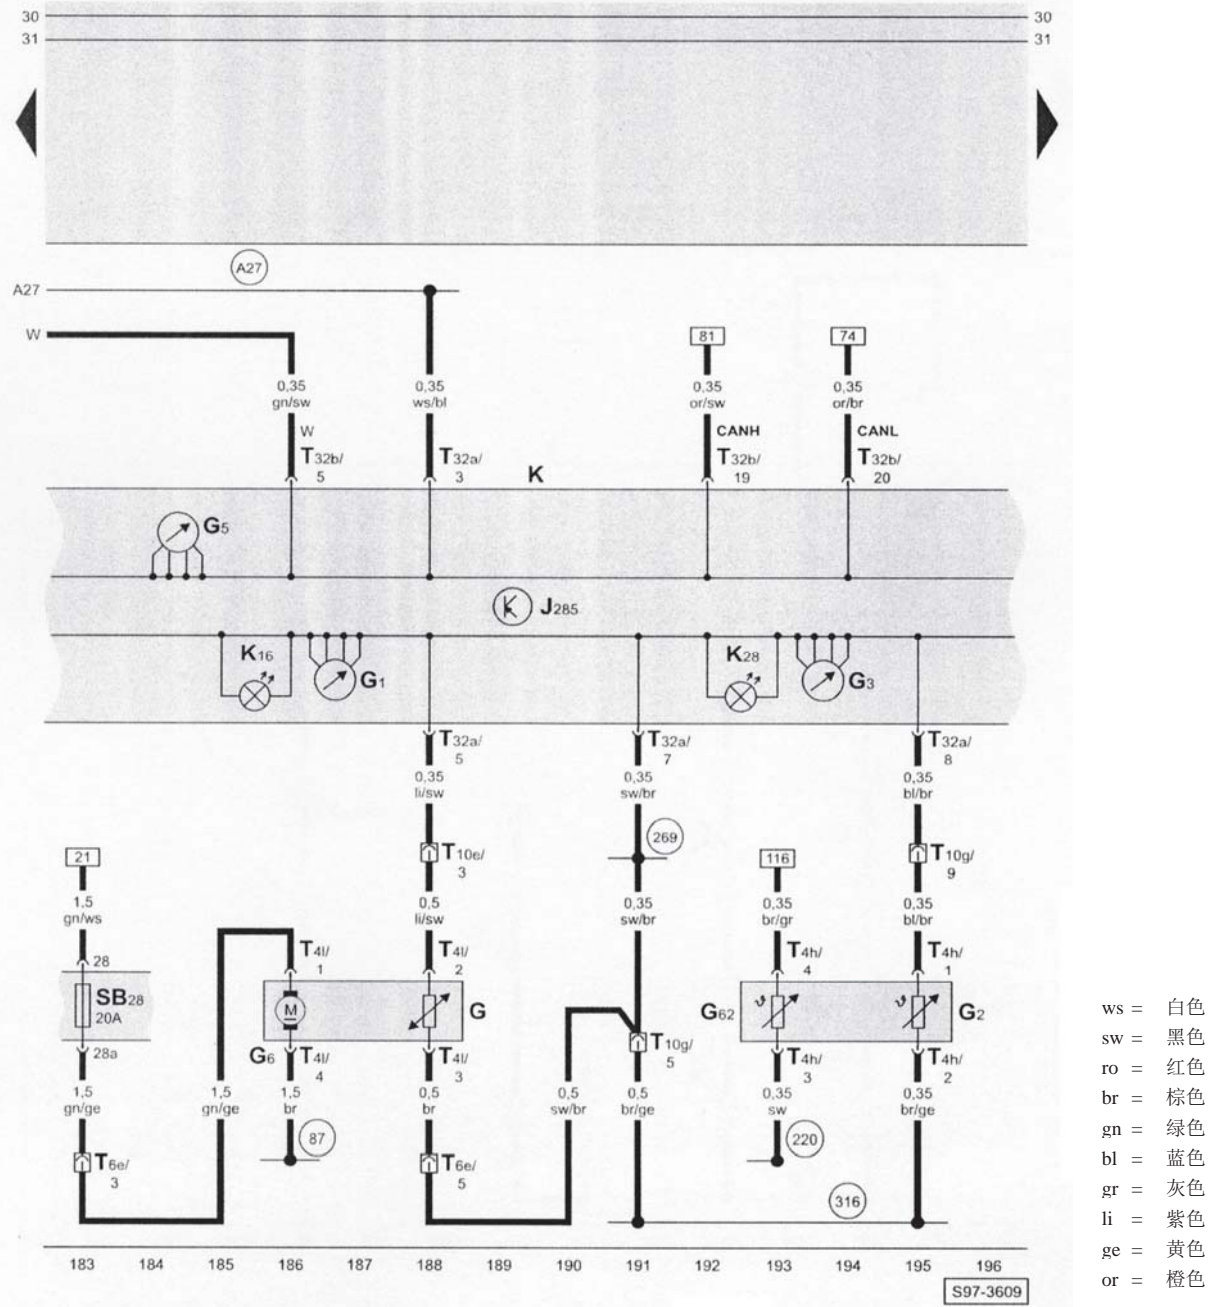 30 30
31 31
A27
A27
W
81 74
0,35 0,35 0,35 0,35
gn/sw ws/bl or/sw or/br
W CANH CANL
T32b/ T32a/ K T32b/ T32b/
5 3 19 20
G5
J285
K16 K28
G1 G3
T32a/ T32a/ T32a/
5 7 8
0,35 0,35 0,35
li/sw sw/br bl/br
269
21 T10e/ 116 T10g/
3 9
1,5 0,5 0,35 0,35 0,35
gn/ws li/sw sw/br br/gr bl/br
28 T4l/ T4l/ T4h/ T4h/
1 2 4 1
SB28 M G G62 G2
20A
28a G6 T4l/ T4l/ T10g/ T4h/ T4h/
4 3 5 3 2
1,5 1,5 1,5 0,5 0,5 0,5 0,35 0,35
gn/ge gn/ge br br sw/br br/ge sw br/ge
87 220
T6e/ T6e/
3 5
316
183 184 185 186 187 188 189 190 191 192 193 194 195 196
S97-3609
ws = 白色
sw = 黑色
ro = 红色
br = 棕色
gn = 绿色
bl = 蓝色
gr = 灰色
li = 紫色
ge = 黄色
or = 橙色